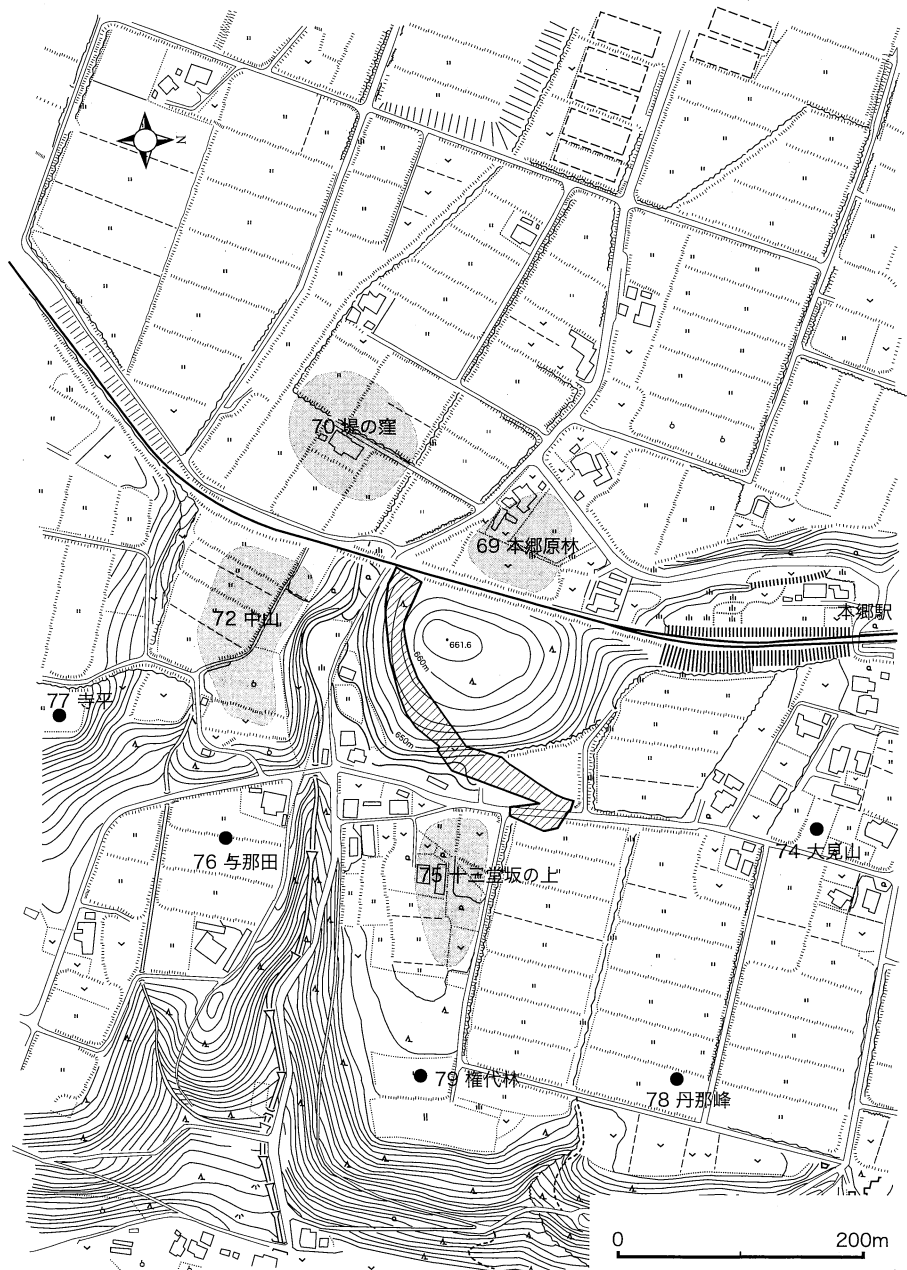 N
70 堤の窪
69 本郷原林
本郷駅
72 中山
661.6
660m
77 寺平
650m
76 与那田
74 大見山
75 十王堂坂の上
79 権代林
78 丹那峰
0 200m